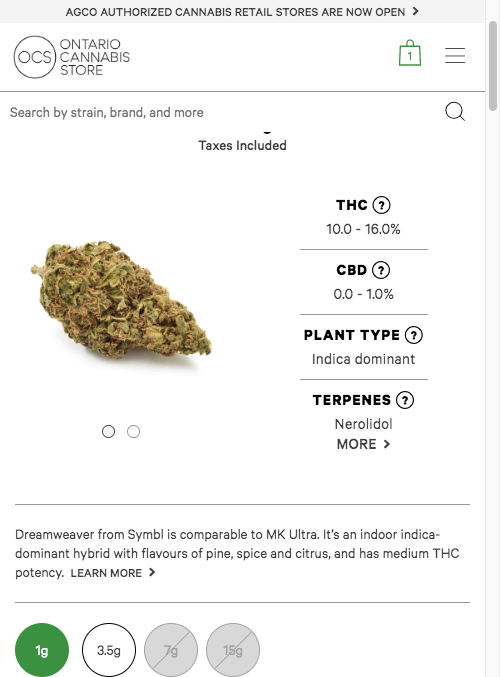 AGCO AUTHORIZED CANNABIS RETAIL STORES ARE NOW OPEN >
OCS
ONTARIO
CANNABIS
STORE
1
Search by strain, brand, and more
Taxes Included
THC ?
10.0 - 16.0%
CBD ?
0.0 - 1.0%
PLANT TYPE ?
Indica dominant
TERPENES ?
Nerolidol
MORE >
Dreamweaver from Symbl is comparable to MK Ultra. It's an indoor indica-
dominant hybrid with flavours of pine, spice and citrus, and has medium THC
potency. LEARN MORE >
1g 3.5g 7g 15g